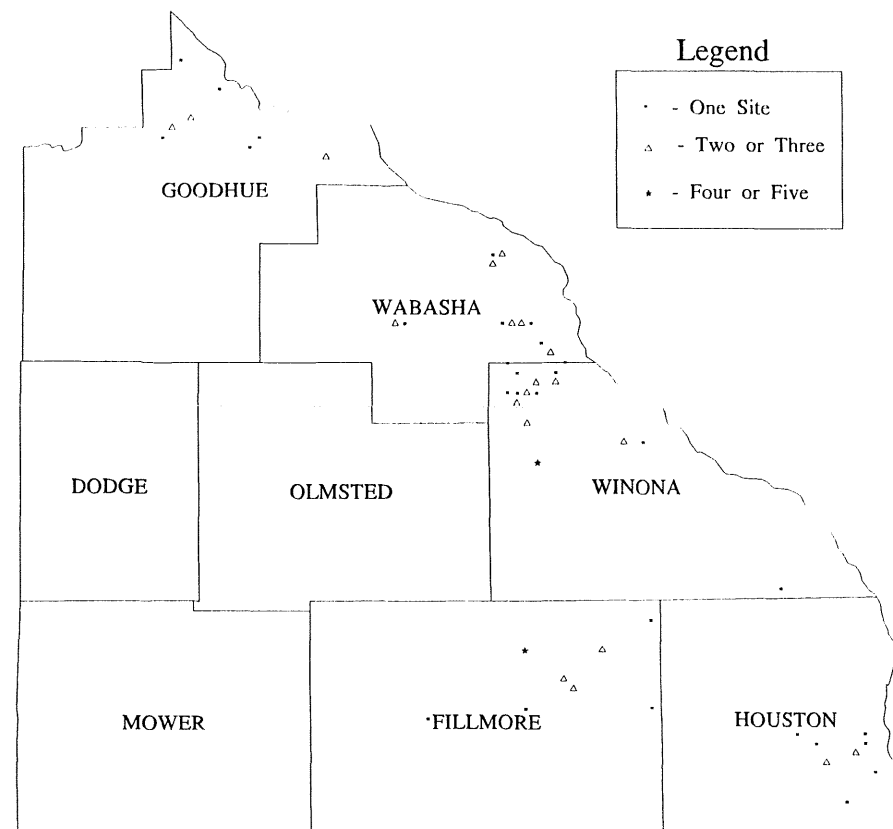 Legend
- One Site
- Two or Three
- Four or Five
GOODHUE
WABASHA
DODGE
OLMSTED
WINONA
MOWER
FILLMORE
HOUSTON